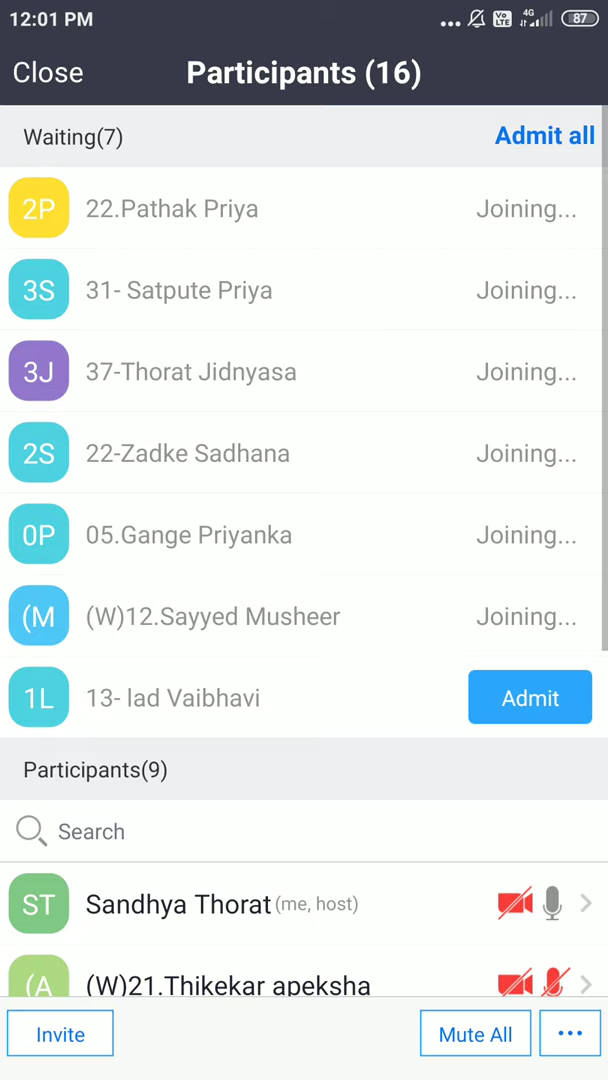 12:01 PM ... Vo LTE 4G 87
Close Participants (16)
Waiting(7) Admit all
2P 22.Pathak Priya Joining...
3S 31- Satpute Priya Joining...
3J 37-Thorat Jidnyasa Joining...
2S 22-Zadke Sadhana Joining...
0P 05.Gange Priyanka Joining...
(M (W)12.Sayyed Musheer Joining...
1L 13- lad Vaibhavi Admit
Participants(9)
Search
ST Sandhya Thorat (me, host)
(A (W)21.Thikekar apeksha
Invite Mute All ...